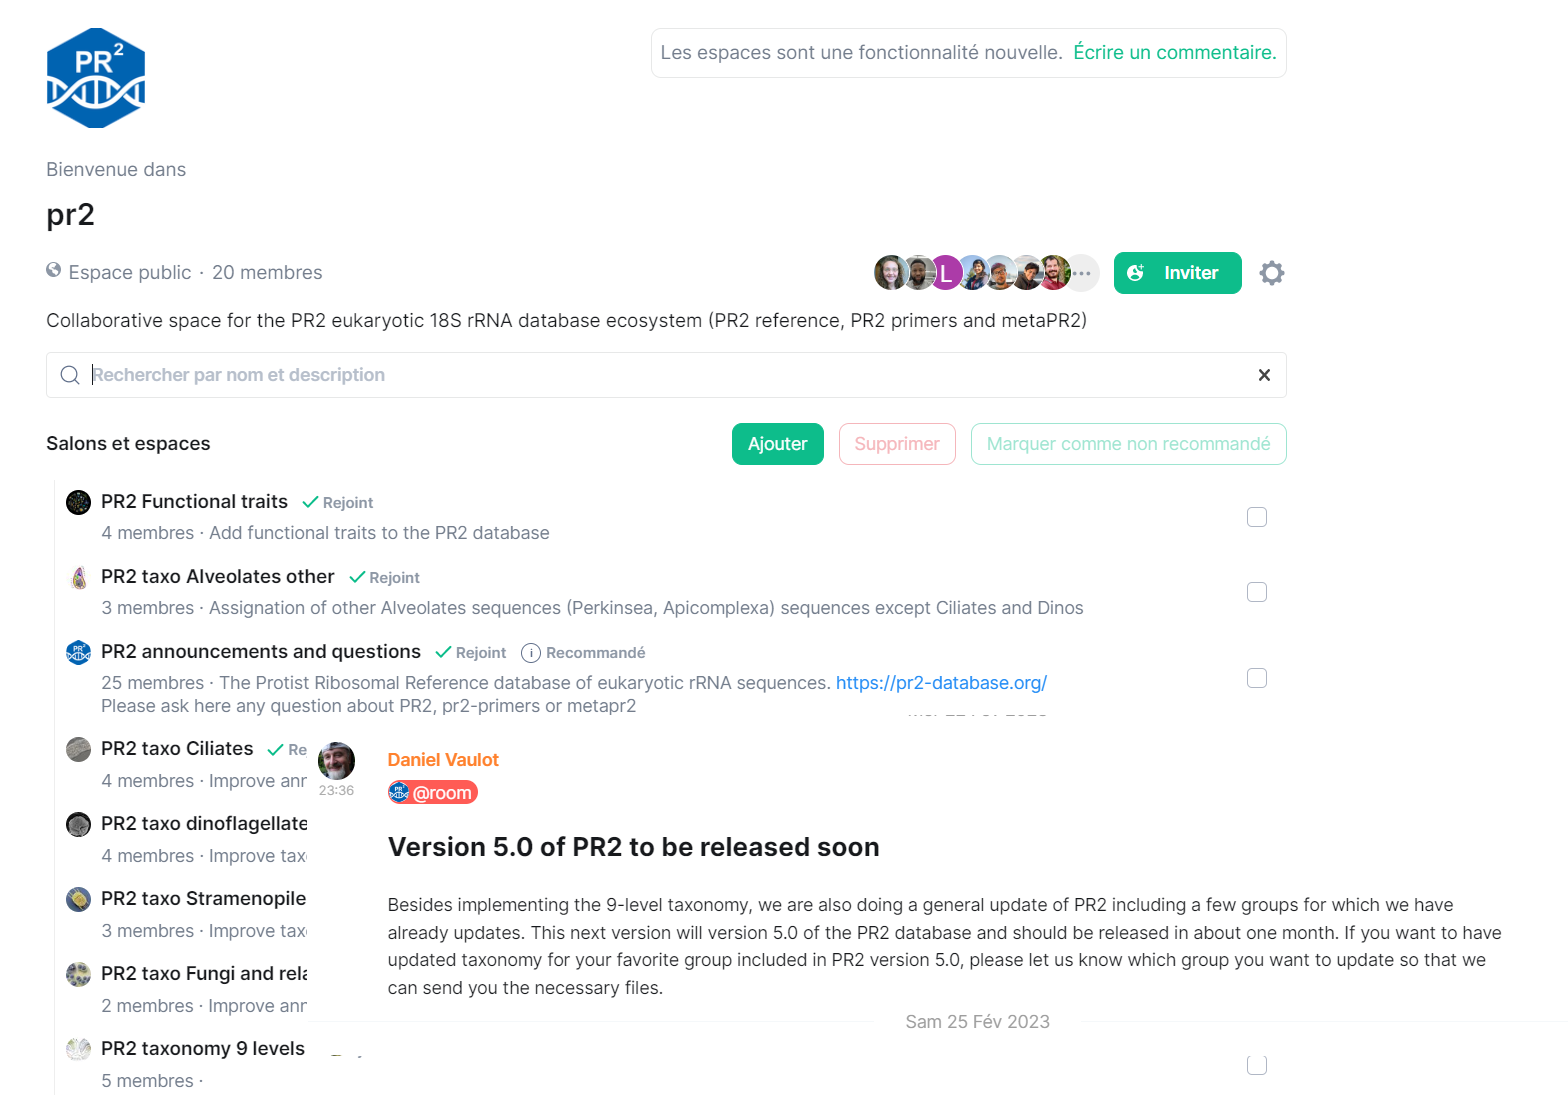 PR2
Les espaces sont une fonctionnalité nouvelle. Écrire un commentaire.
Bienvenue dans
pr2
Espace public · 20 membres
L
Inviter
Collaborative space for the PR2 eukaryotic 18S rRNA database ecosystem (PR2 reference, PR2 primers and metaPR2)
Rechercher par nom et description
Salons et espaces
Ajouter
Supprimer
Marquer comme non recommandé
PR2 Functional traits Rejoint
4 membres · Add functional traits to the PR2 database
PR2 taxo Alveolates other Rejoint
3 membres · Assignation of other Alveolates sequences (Perkinsea, Apicomplexa) sequences except Ciliates and Dinos
PR2 announcements and questions Rejoint Recommandé
25 membres · The Protist Ribosomal Reference database of eukaryotic rRNA sequences. https://pr2-database.org/
Please ask here any question about PR2, pr2-primers or metapr2
PR2 taxo Ciliates Re
4 membres · Improve ann
PR2 taxo dinoflagellate
4 membres · Improve tax
PR2 taxo Stramenopile
3 membres · Improve tax
PR2 taxo Fungi and rela
2 membres · Improve ann
PR2 taxonomy 9 levels
5 membres ·
Daniel Vaulot
23:36
@room
Version 5.0 of PR2 to be released soon
Besides implementing the 9-level taxonomy, we are also doing a general update of PR2 including a few groups for which we have
already updates. This next version will version 5.0 of the PR2 database and should be released in about one month. If you want to have
updated taxonomy for your favorite group included in PR2 version 5.0, please let us know which group you want to update so that we
can send you the necessary files.
Sam 25 Fév 2023